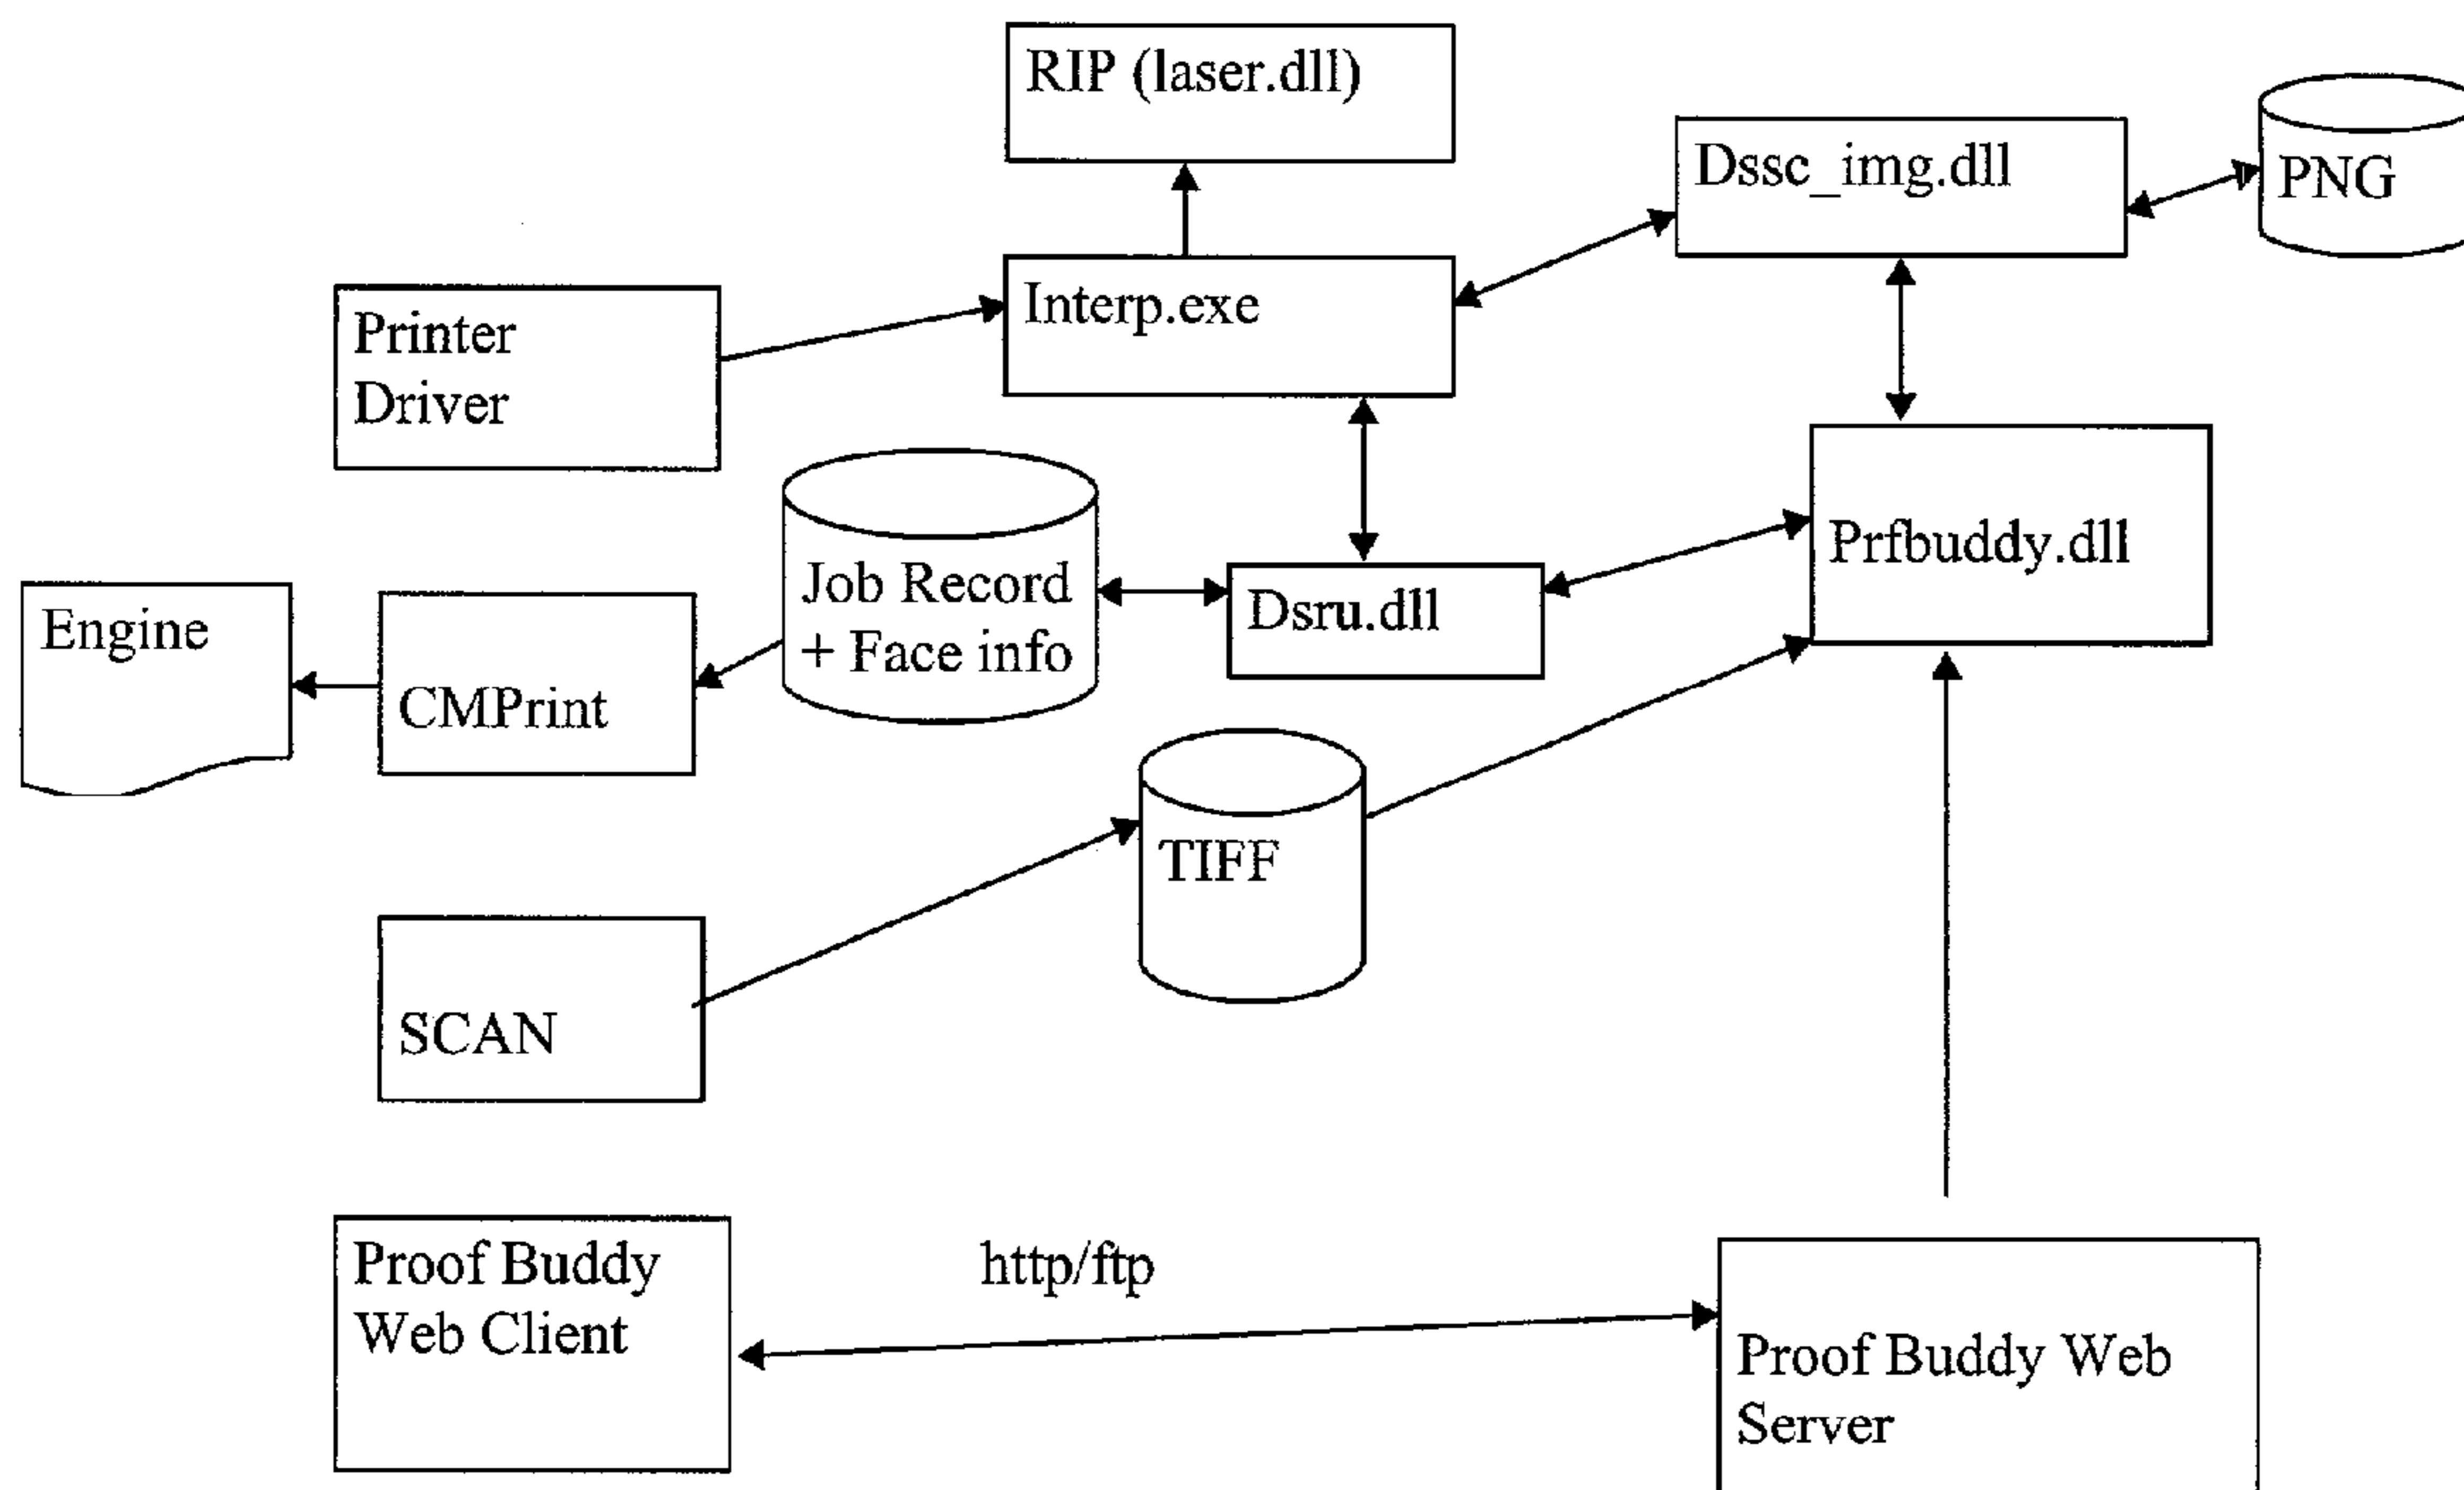 RIP (laser.dll)
Dssc_img.dll
PNG
Interp.exe
Printer
Driver
Prfbuddy.dll
Job Record
+ Face info
Dsru.dll
Engine
CMPrint
TIFF
SCAN
Proof Buddy
Web Client
http/ftp
Proof Buddy Web
Server